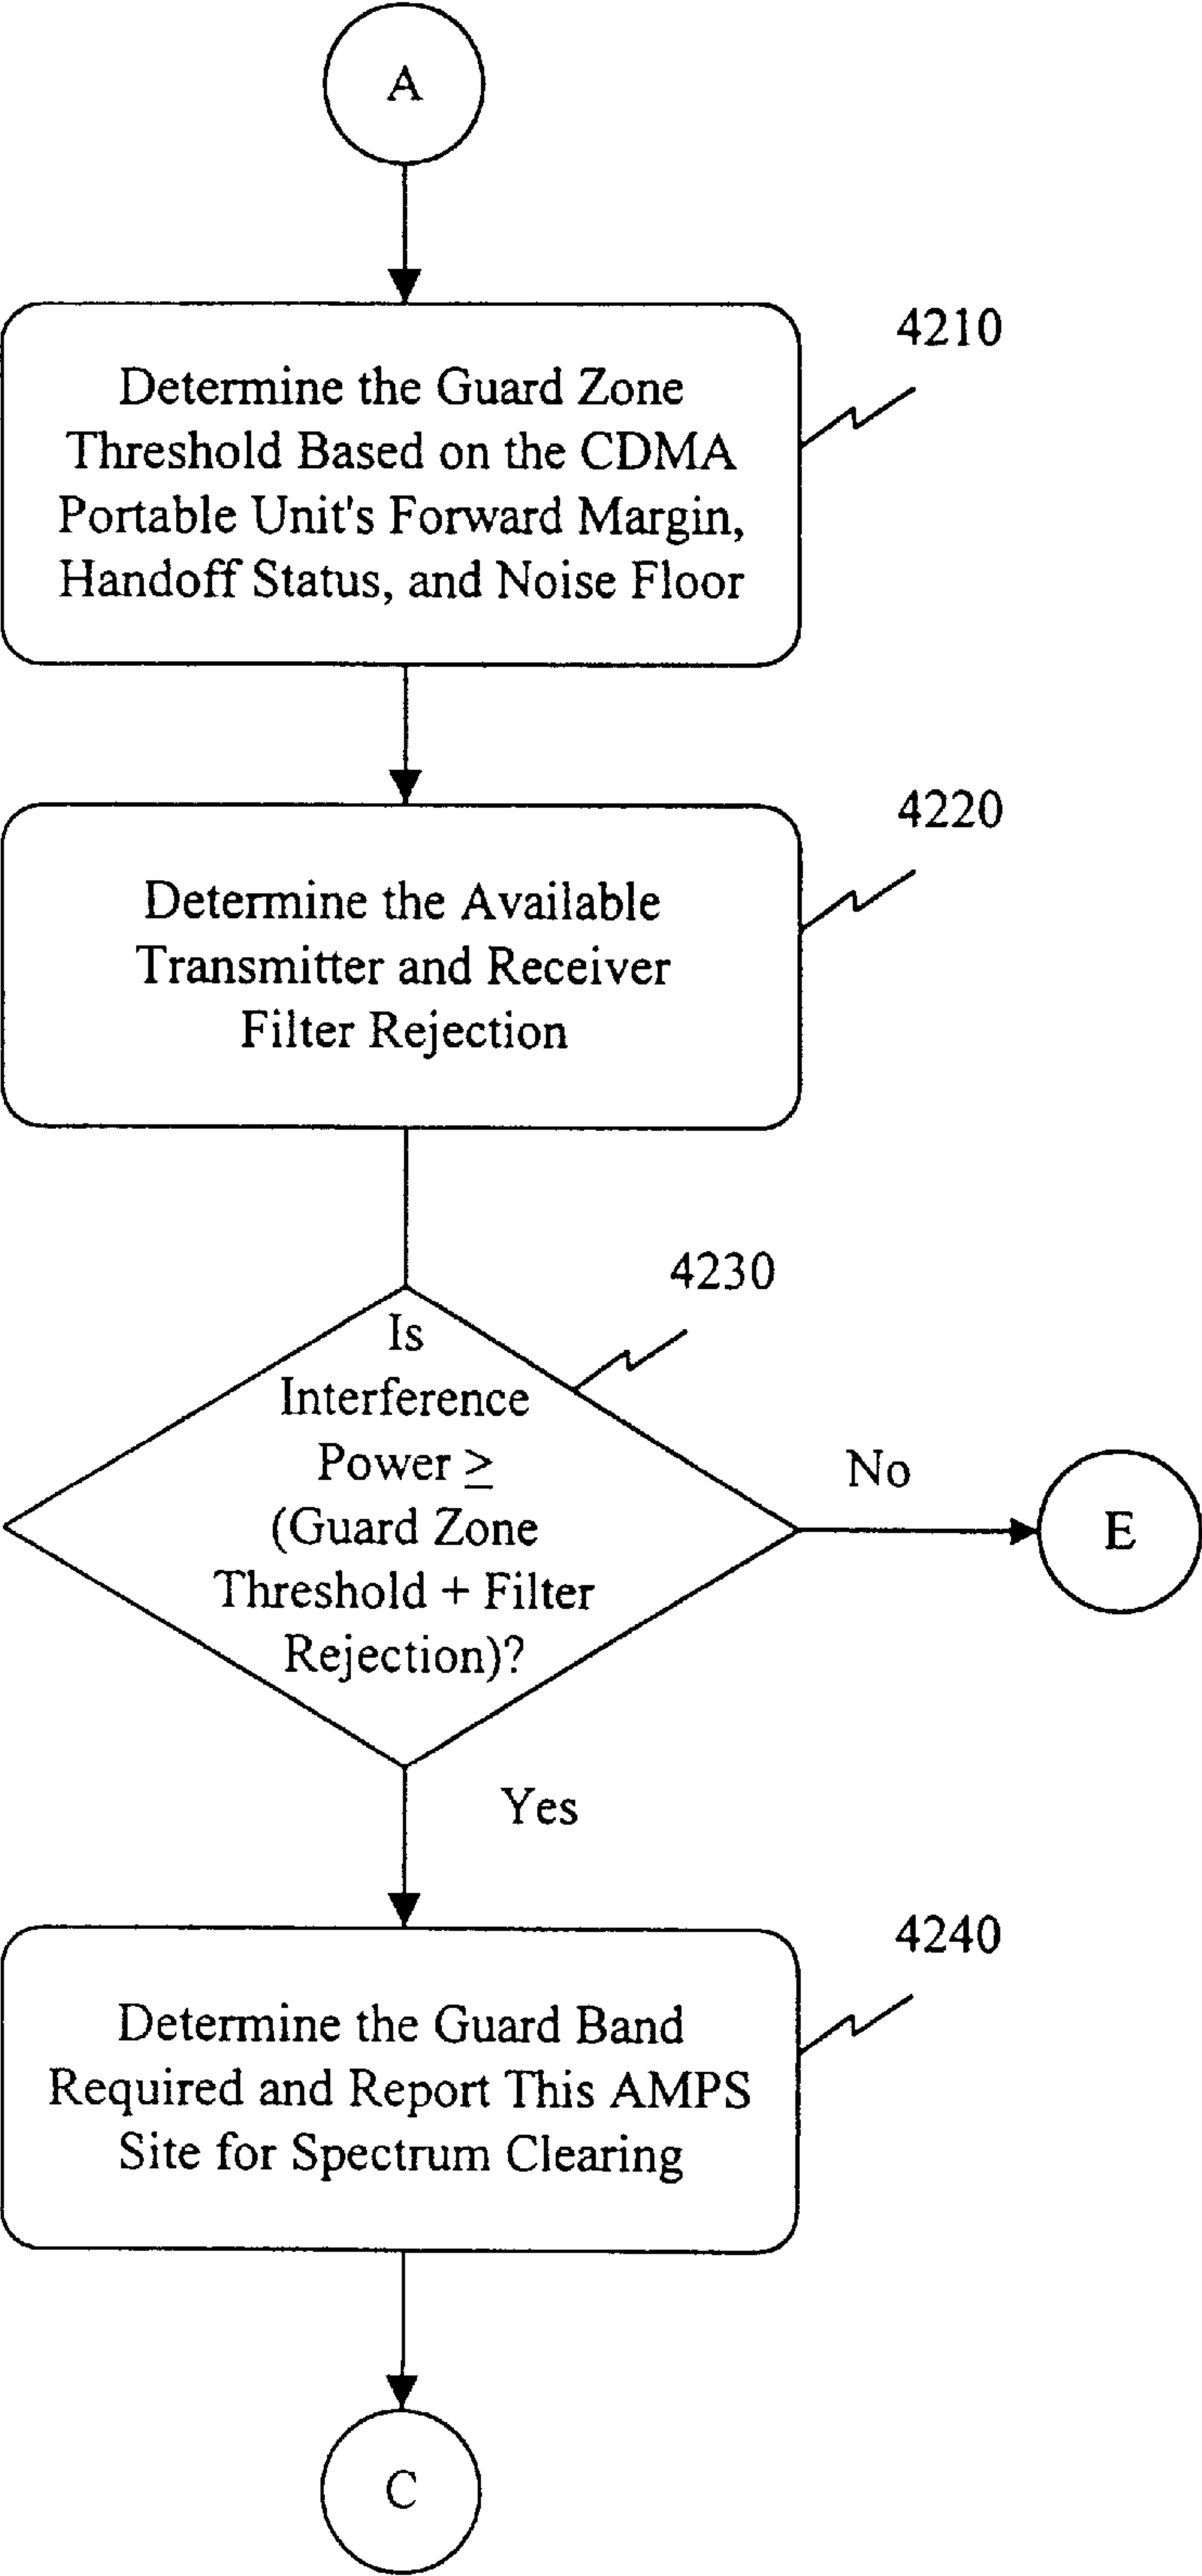 A
4210
Determine the Guard Zone
Threshold Based on the CDMA
Portable Unit's Forward Margin,
Handoff Status, and Noise Floor
4220
Determine the Available
Transmitter and Receiver
Filter Rejection
4230
Is
Interference
Power ≥
(Guard Zone
Threshold + Filter
Rejection)?
No
E
Yes
4240
Determine the Guard Band
Required and Report This AMPS
Site for Spectrum Clearing
C